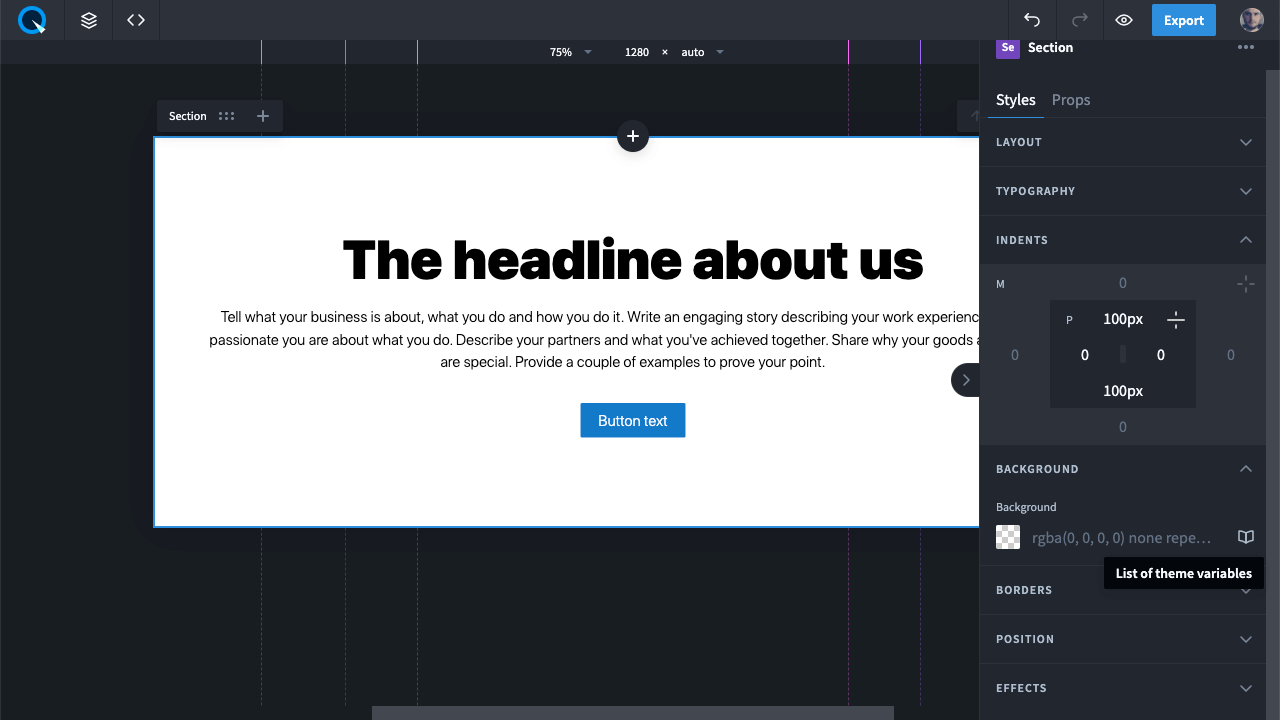 Export
75%
1280 × auto
Se Section
Styles Props
Section
LAYOUT
TYPOGRAPHY
INDENTS
M 0
P 100px
0 0 0 0
100px
0
The headline about us
Tell what your business is about, what you do and how you do it. Write an engaging story describing your work experienc
passionate you are about what you do. Describe your partners and what you've achieved together. Share why your goods a
are special. Provide a couple of examples to prove your point.
Button text
BACKGROUND
Background
rgba(0, 0, 0, 0) none repe...
List of theme variables
BORDERS
POSITION
EFFECTS